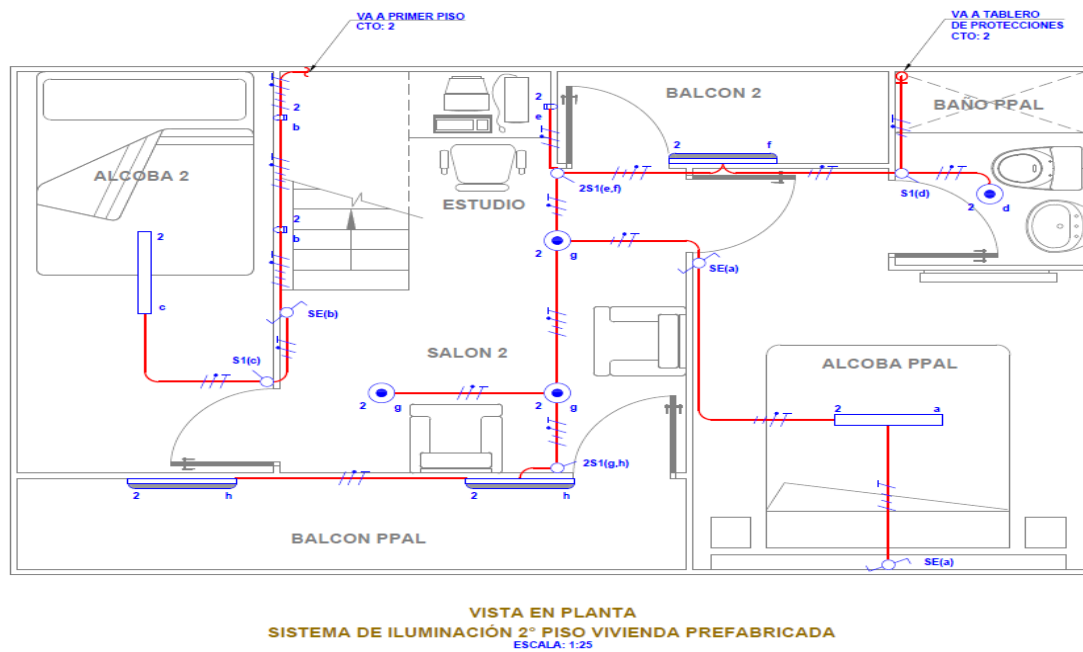 VA A PRIMER PISO
CTO: 2
VA A TABLERO
DE PROTECCIONES
CTO: 2
2
e
BALCON 2
BAÑO PPAL
2
b
2
f
ALCOBA 2
2S1(e,f)
S1(d)
ESTUDIO
2
d
2
b
2
2
g
SE(a)
c
SE(b)
S1(c)
SALON 2
ALCOBA PPAL
2
g
2
g
2
a
2S1(g,h)
2
h
2
h
BALCON PPAL
SE(a)
VISTA EN PLANTA
SISTEMA DE ILUMINACIÓN 2° PISO VIVIENDA PREFABRICADA
ESCALA: 1:25